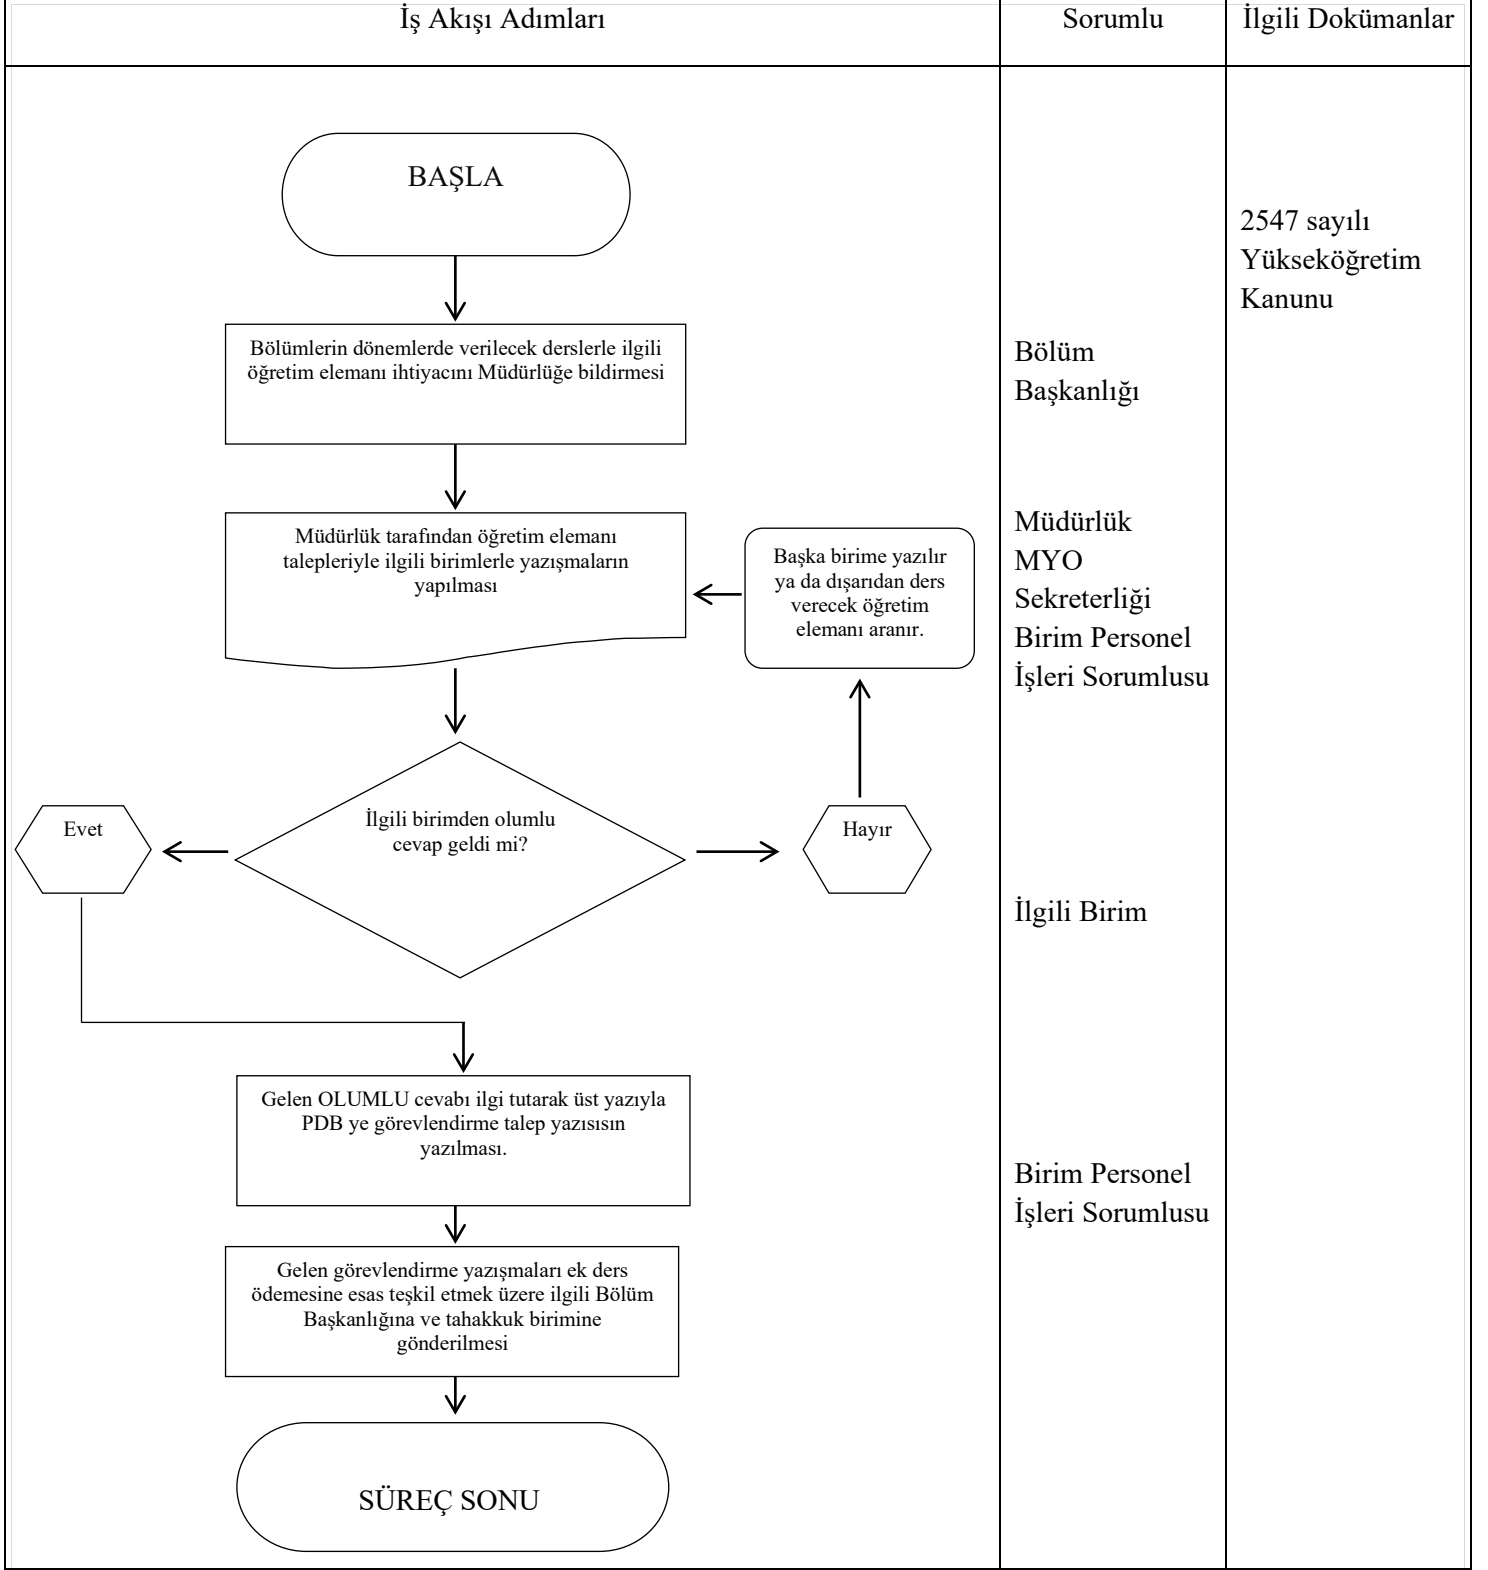 İş Akışı Adımları
Sorumlu
İlgili Dokümanlar
BAŞLA
2547 sayılı
Yükseköğretim
Kanunu
Bölümlerin dönemlerde verilecek derslerle ilgili
öğretim elemanı ihtiyacını Müdürlüğe bildirmesi
Bölüm
Başkanlığı
Müdürlük tarafından öğretim elemanı
talepleriyle ilgili birimlerle yazışmaların
yapılması
Başka birime yazılır
ya da dışarıdan ders
verecek öğretim
elemanı aranır.
Müdürlük
MYO
Sekreterliği
Birim Personel
İşleri Sorumlusu
Evet
İlgili birimden olumlu
cevap geldi mi?
Hayır
İlgili Birim
Gelen OLUMLU cevabı ilgi tutarak üst yazıyla
PDB ye görevlendirme talep yazısısın
yazılması.
Birim Personel
İşleri Sorumlusu
Gelen görevlendirme yazışmaları ek ders
ödemesine esas teşkil etmek üzere ilgili Bölüm
Başkanlığına ve tahakkuk birimine
gönderilmesi
SÜREÇ SONU